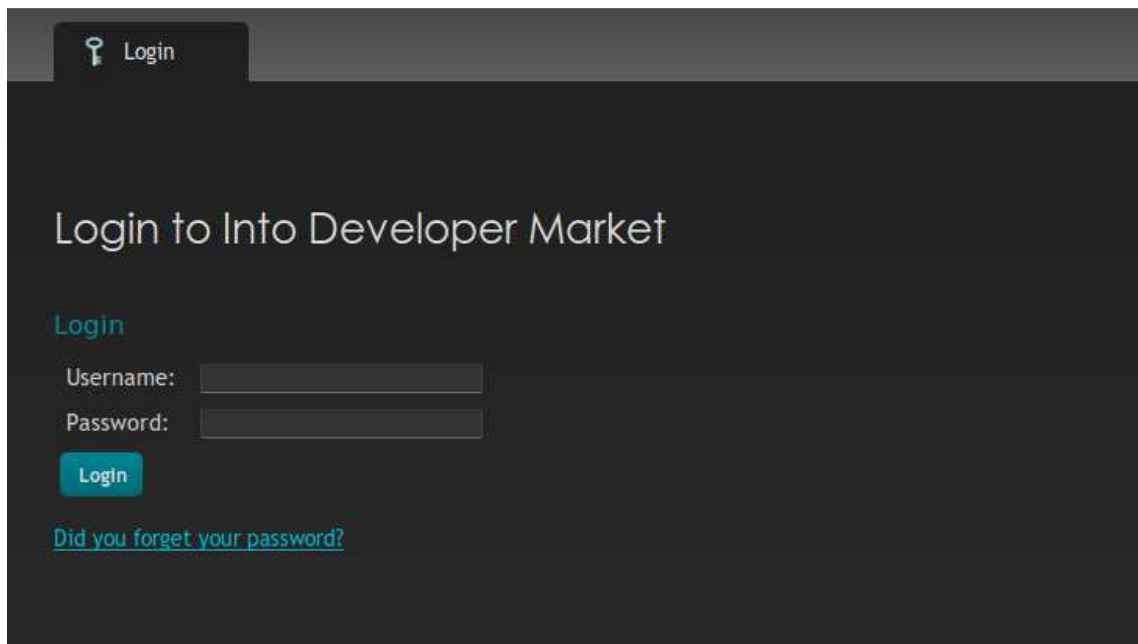 Login
Login to Into Developer Market
Login
Username:
Password:
Login
Did you forget your password?